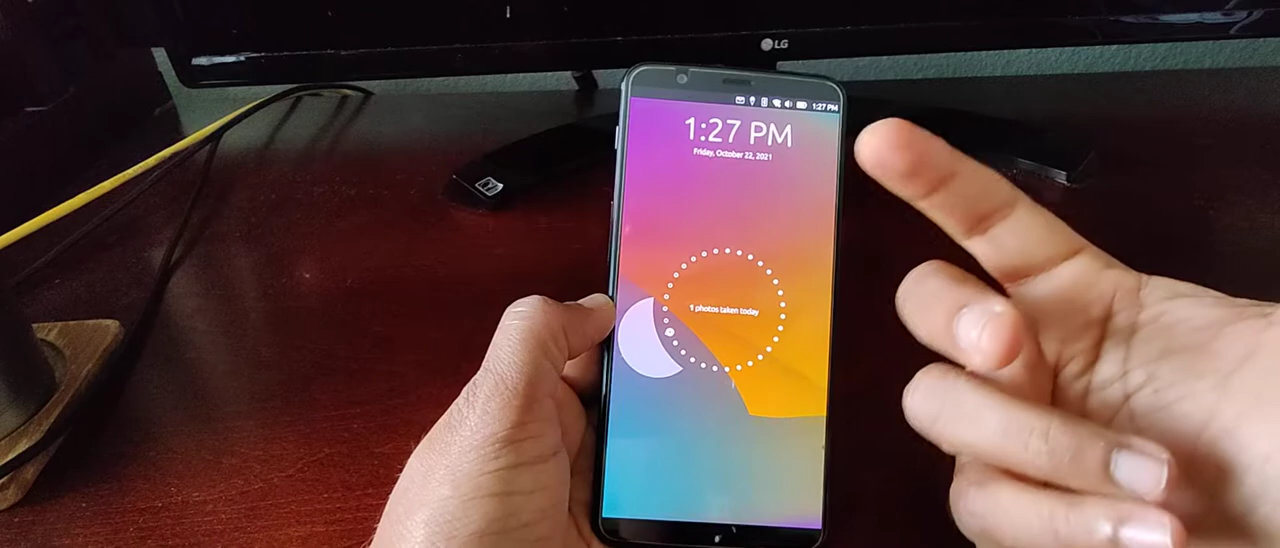 LG
1:27 PM
1:27 PM
Friday, October 22, 2021
1 photos taken today